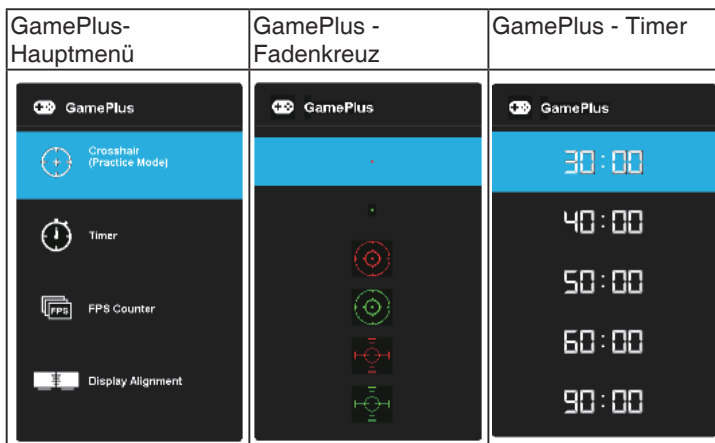 GamePlus-
Hauptmenü
GamePlus -
Fadenkreuz
GamePlus - Timer
GamePlus
Crosshair
(Practice Mode)
Timer
FPS
FPS Counter
Display Alignment
GamePlus
GamePlus
30:00
40:00
50:00
60:00
90:00